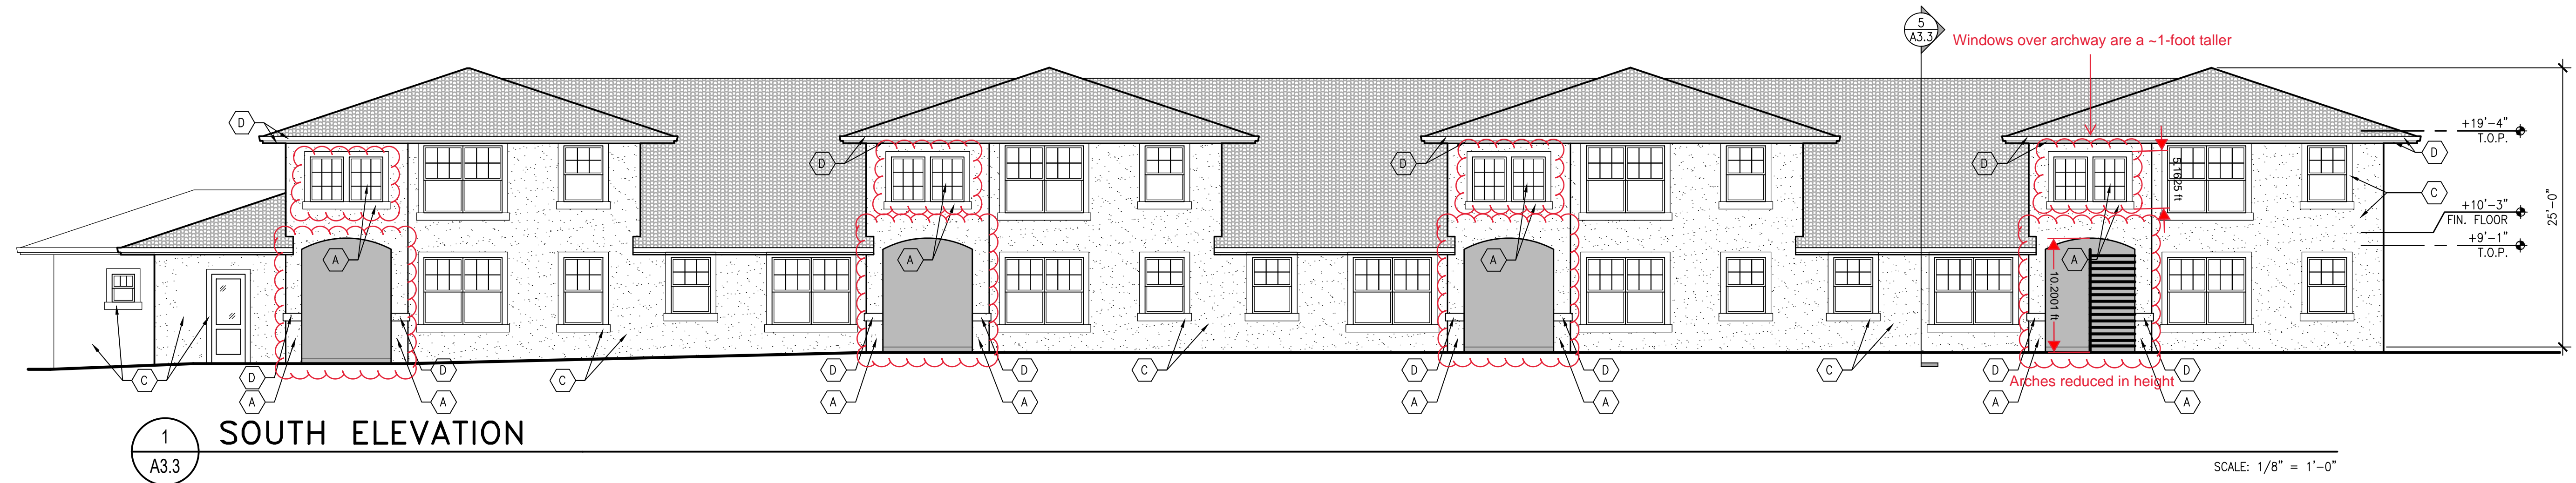 5
A3.3
Windows over archway are a ~1-foot taller
D
D
D
D
D
+19'-4"
T.O.P.
5.1625 ft
C
+10'-3"
FIN. FLOOR
+9'-1"
T.O.P.
25'-0"
A
A
A
A
10.2001 ft
C
D
D
C
D
D
C
D
D
C
D
D
Arches reduced in height
A
A
A
A
A
A
A
A
1
A3.3
SOUTH ELEVATION
SCALE: 1/8" = 1'-0"